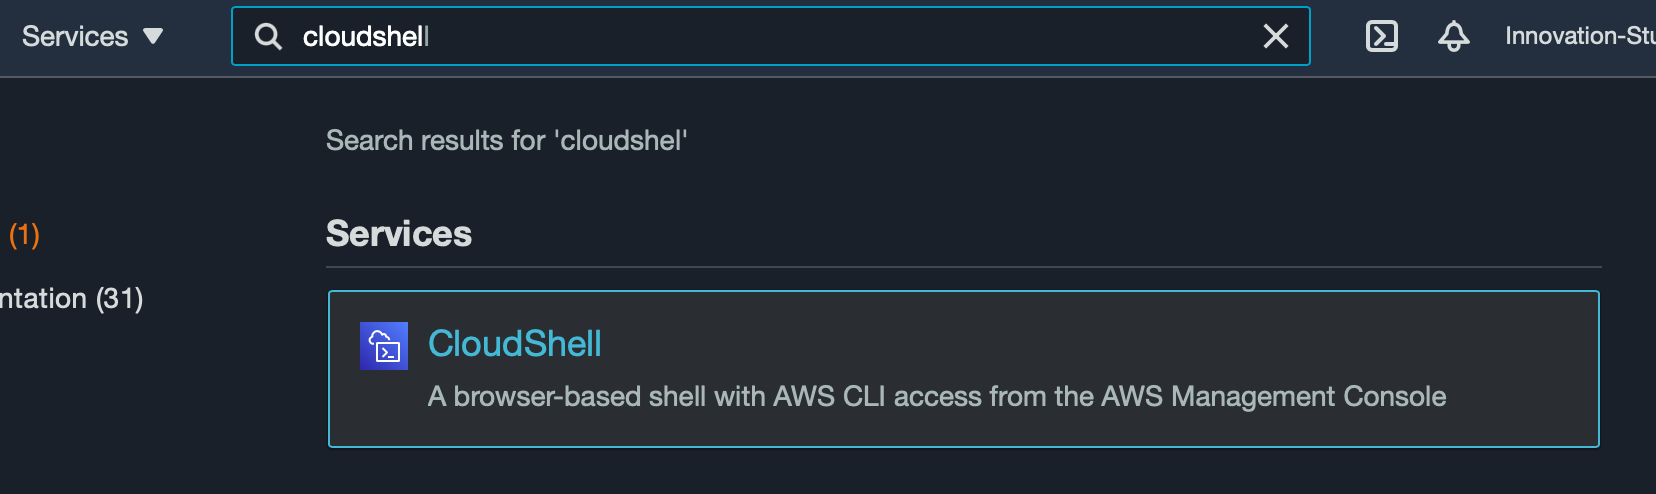 Services
cloudshell
Innovation-Stu
Search results for 'cloudshel'
(1)
Services
ntation (31)
CloudShell
A browser-based shell with AWS CLI access from the AWS Management Console